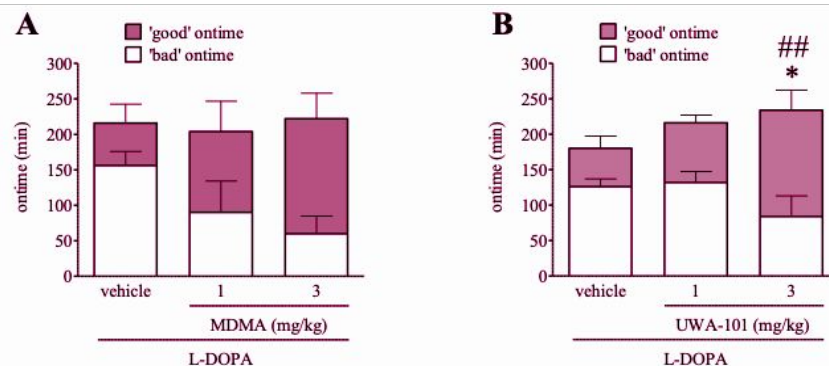 A
'good' ontime
'bad' ontime
300
250
200
150
100
50
0
ontime (min)
vehicle
1
3
MDMA (mg/kg)
L-DOPA
B
'good' ontime
'bad' ontime
##
*
300
250
200
150
100
50
0
ontime (min)
vehicle
1
3
UWA-101 (mg/kg)
L-DOPA